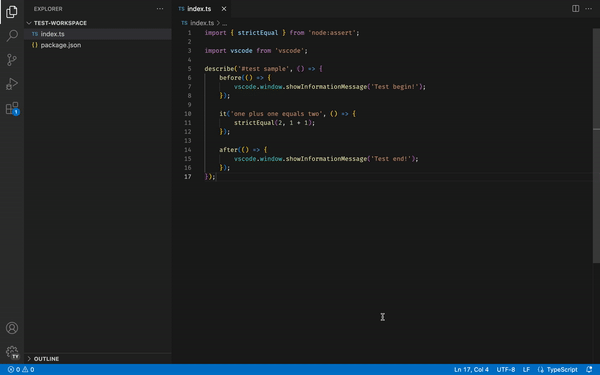 EXPLORER
···
TEST-WORKSPACE
TS index.ts
{} package.json
OUTLINE
TS index.ts
TS index.ts > ...
1 import { strictEqual } from 'node:assert';
2
3 import vscode from 'vscode';
4
5 describe('#test sample', () => {
6 before(() => {
7 vscode.window.showInformationMessage('Test begin!');
8 });
9
10 it('one plus one equals two', () => {
11 strictEqual(2, 1 + 1);
12 });
13
14 after(() => {
15 vscode.window.showInformationMessage('Test end!');
16 });
17 });
1
TV
0 0 Ln 17, Col 4 UTF-8 LF TypeScript